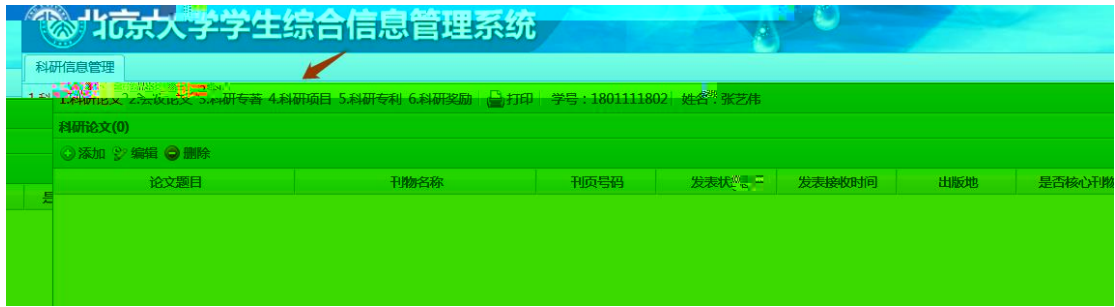 北京大学学生综合信息管理系统
科研信息管理
1.科研论文 2.会议论文 3.科研专著 4.科研项目 5.科研专利 6.科研奖励 打印 学号：1801111802 姓名：张艺伟
科研论文(0)
添加 编辑 删除
论文题目 刊物名称 刊页号码 发表状 发表接收时间 出版地 是否核心刊物
是